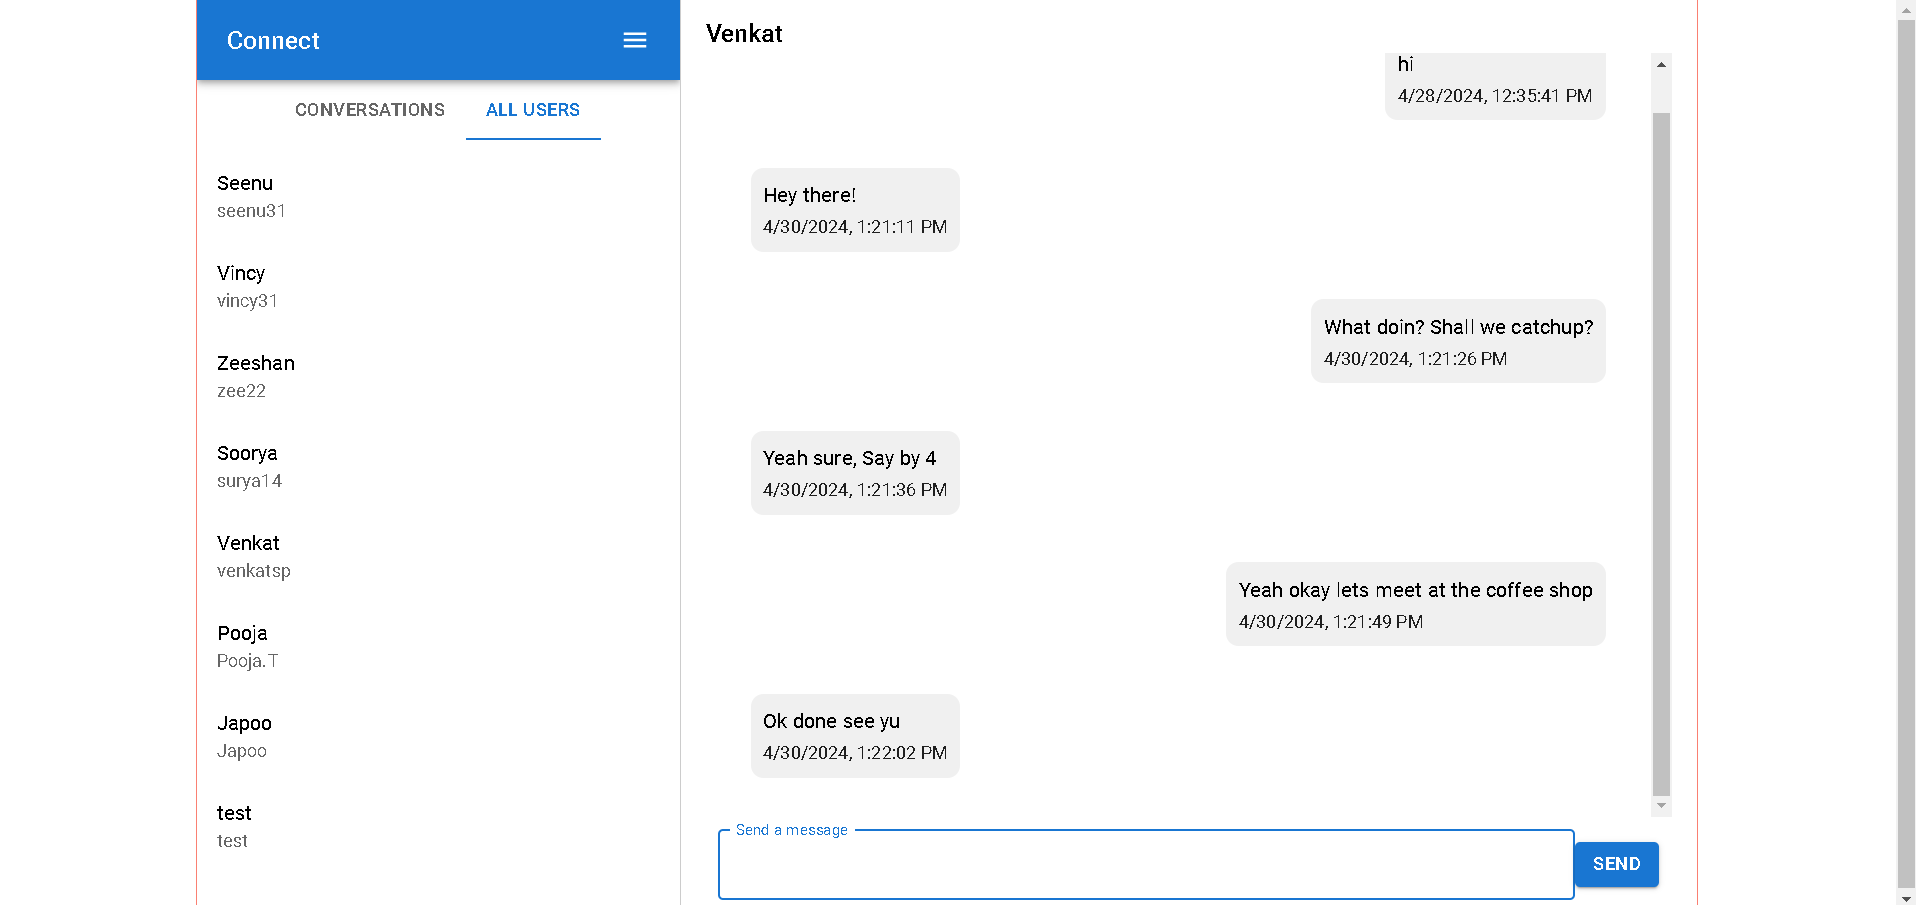 Connect
CONVERSATIONS ALL USERS
Seenu
seenu31
Vincy
vincy31
Zeeshan
zee22
Soorya
surya14
Venkat
venkatsp
Pooja
Pooja.T
Japoo
Japoo
test
test
Venkat
hi
4/28/2024, 12:35:41 PM
Hey there!
4/30/2024, 1:21:11 PM
What doin? Shall we catchup?
4/30/2024, 1:21:26 PM
Yeah sure, Say by 4
4/30/2024, 1:21:36 PM
Yeah okay lets meet at the coffee shop
4/30/2024, 1:21:49 PM
Ok done see yu
4/30/2024, 1:22:02 PM
Send a message
SEND